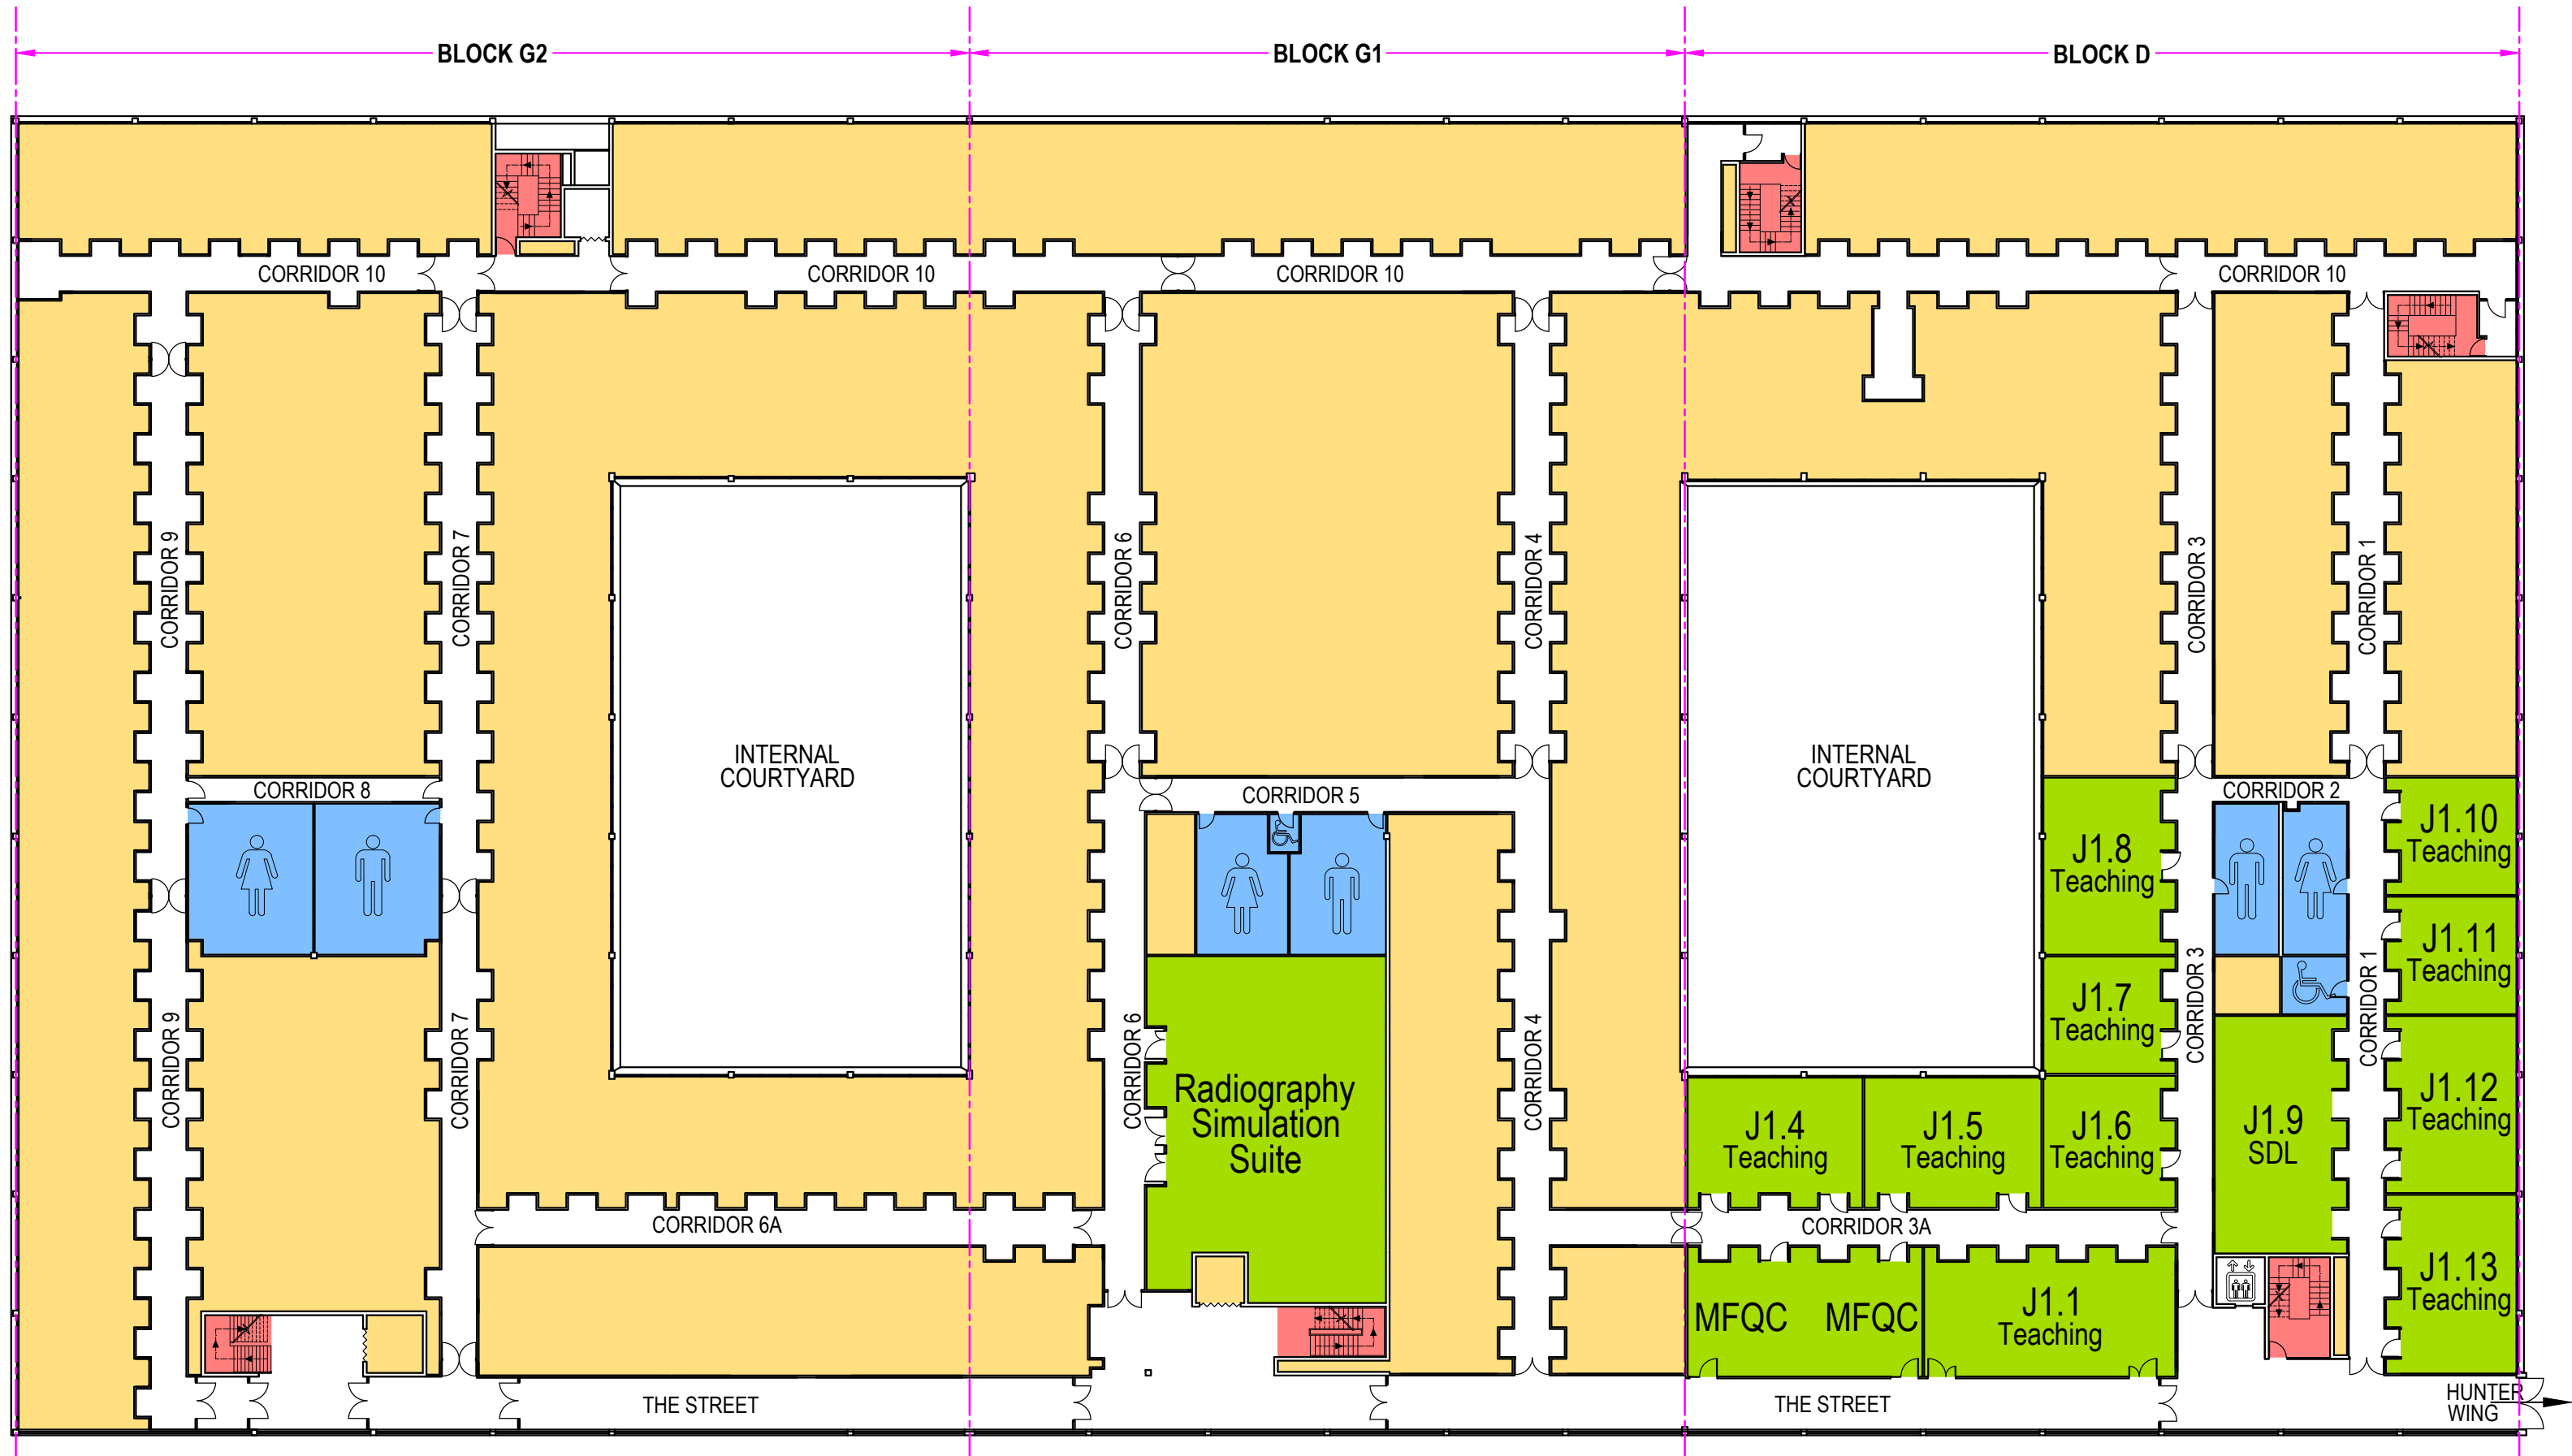 BLOCK G2
BLOCK G1
BLOCK D
CORRIDOR 10
CORRIDOR 10
CORRIDOR 10
CORRIDOR 10
CORRIDOR 9
CORRIDOR 7
CORRIDOR 6
CORRIDOR 4
CORRIDOR 3
CORRIDOR 1
INTERNAL
COURTYARD
INTERNAL
COURTYARD
CORRIDOR 8
CORRIDOR 5
CORRIDOR 2
J1.8
Teaching
J1.10
Teaching
J1.11
Teaching
J1.7
Teaching
CORRIDOR 9
CORRIDOR 7
CORRIDOR 6
CORRIDOR 4
CORRIDOR 3
CORRIDOR 1
Radiography
Simulation
Suite
J1.4
Teaching
J1.5
Teaching
J1.6
Teaching
J1.9
SDL
J1.12
Teaching
CORRIDOR 6A
CORRIDOR 3A
MFQC
MFQC
J1.1
Teaching
J1.13
Teaching
THE STREET
THE STREET
HUNTER
WING